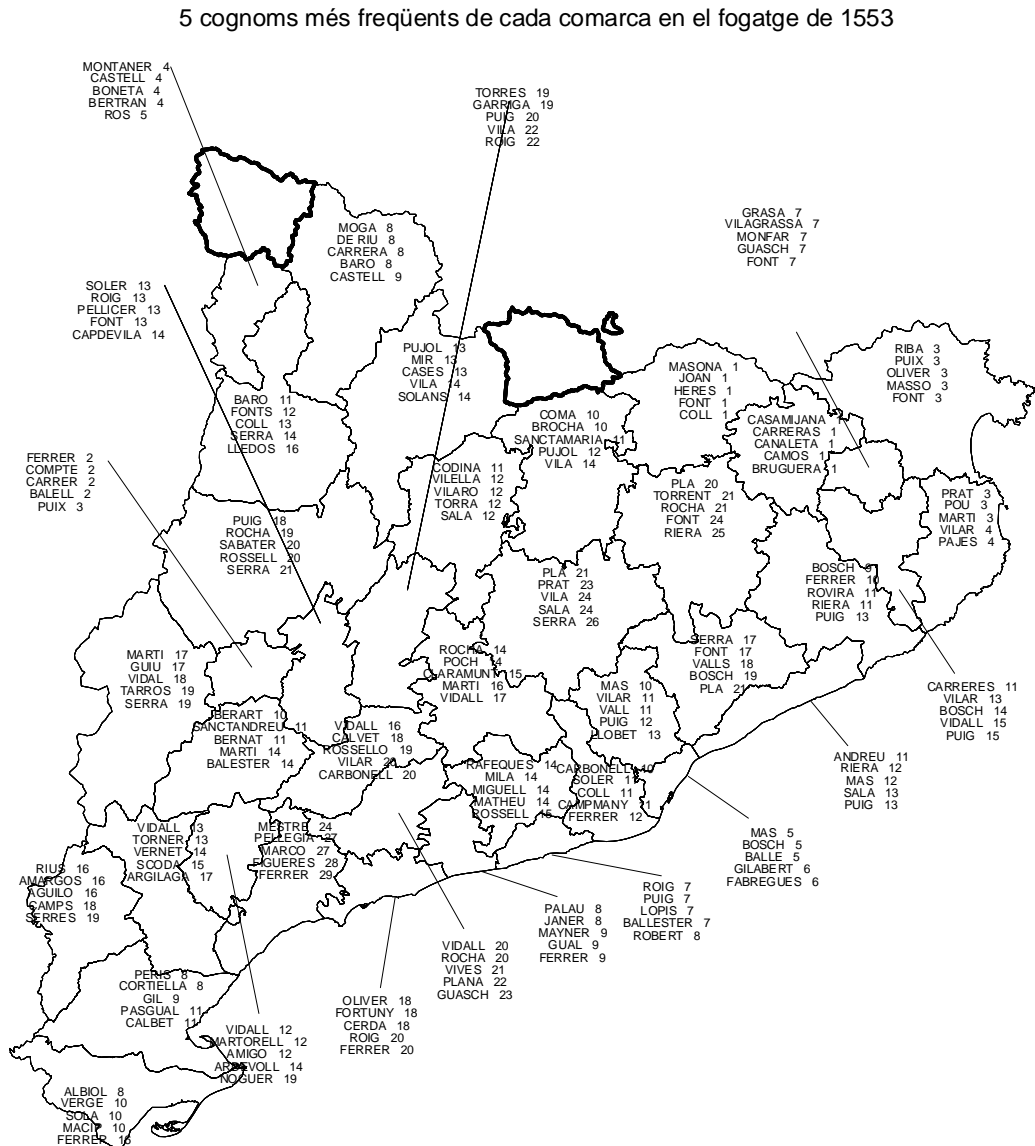 5 cognoms més freqüents de cada comarca en el fogatge de 1553
MONTANER 4
CASTELL 4
BONETA 4
BERTRAN 4
ROS 5
TORRES 19
GARRIGA 19
PUIG 20
VILA 22
ROIG 22
GRASA 7
VILAGRASSA 7
MONFAR 7
GUASCH 7
FONT 7
MOGA 8
DE RIU 8
CARRERA 8
BARO 8
CASTELL 9
SOLER 13
ROIG 13
PELLICER 13
FONT 13
CAPDEVILA 14
PUJOL 13
MIR 13
CASES 13
VILA 14
SOLANS 14
RIBA 3
PUIX 3
OLIVER 3
MASSO 3
FONT 3
MASONA 1
JOAN 1
HERES 1
FONT 1
COLL 1
BARO 11
FONTS 12
COLL 13
SERRA 14
LLEDOS 16
COMA 10
BROCHA 10
SANCTAMARIA 11
PUJOL 12
VILA 14
CASAMIJANA 1
CARRERAS 1
CANALETA 1
CAMOS 1
BRUGUERA 1
FERRER 2
COMPTE 2
CARRER 2
BALELL 2
PUIX 3
CODINA 11
VILELLA 12
VILARO 12
TORRA 12
SALA 12
PLA 20
TORRENT 21
ROCHA 21
FONT 24
RIERA 25
PRAT 3
POU 3
MARTI 3
VILAR 4
PAJES 4
PUIG 18
ROCHA 19
SABATER 20
ROSSELL 20
SERRA 21
PLA 21
PRAT 23
VILA 24
SALA 24
SERRA 26
BOSCH 9
FERRER 10
ROVIRA 11
RIERA 11
PUIG 13
MARTI 17
GUIU 17
VIDAL 18
TARROS 19
SERRA 19
ROCHA 14
POCH 14
CLARAMUNT 15
MARTI 16
VIDALL 17
SERRA 17
FONT 17
VALLS 18
BOSCH 19
PLA 21
MAS 10
VILAR 11
VALL 11
PUIG 12
LLOBET 13
CARRERES 11
VILAR 13
BOSCH 14
VIDALL 15
PUIG 15
BERART 10
SANCTANDREU 11
BERNAT 11
MARTI 14
BALESTER 14
VIDALL 16
CALVET 18
ROSSELLO 19
VILAR 20
CARBONELL 20
ANDREU 11
RIERA 12
MAS 12
SALA 13
PUIG 13
RAFEQUES 14
MILA 14
MIGUELL 14
MATHEU 14
ROSSELL 15
CARBONELL 10
SOLER 11
COLL 11
CAMPMANY 11
FERRER 12
VIDALL 13
TORNER 13
VERNET 14
SCODA 15
ARGILAGA 17
MESTRE 24
PELLEGIA 27
MARCO 27
FIGUERES 28
FERRER 29
MAS 5
BOSCH 5
BALLE 5
GILABERT 6
FABREGUES 6
RIUS 16
AMARGOS 16
AGUILO 16
CAMPS 18
SERRES 19
ROIG 7
PUIG 7
LOPIS 7
BALLESTER 7
ROBERT 8
PALAU 8
JANER 8
MAYNER 9
GUAL 9
FERRER 9
VIDALL 20
ROCHA 20
VIVES 21
PLANA 22
GUASCH 23
PERIS 8
CORTIELLA 8
GIL 9
PASGUAL 11
CALBET 11
OLIVER 18
FORTUNY 18
CERDA 18
ROIG 20
FERRER 20
VIDALL 12
MARTORELL 12
AMIGO 12
ARDEVOLL 14
NOGUER 19
ALBIOL 8
VERGE 10
SOLA 10
MACIP 10
FERRER 16